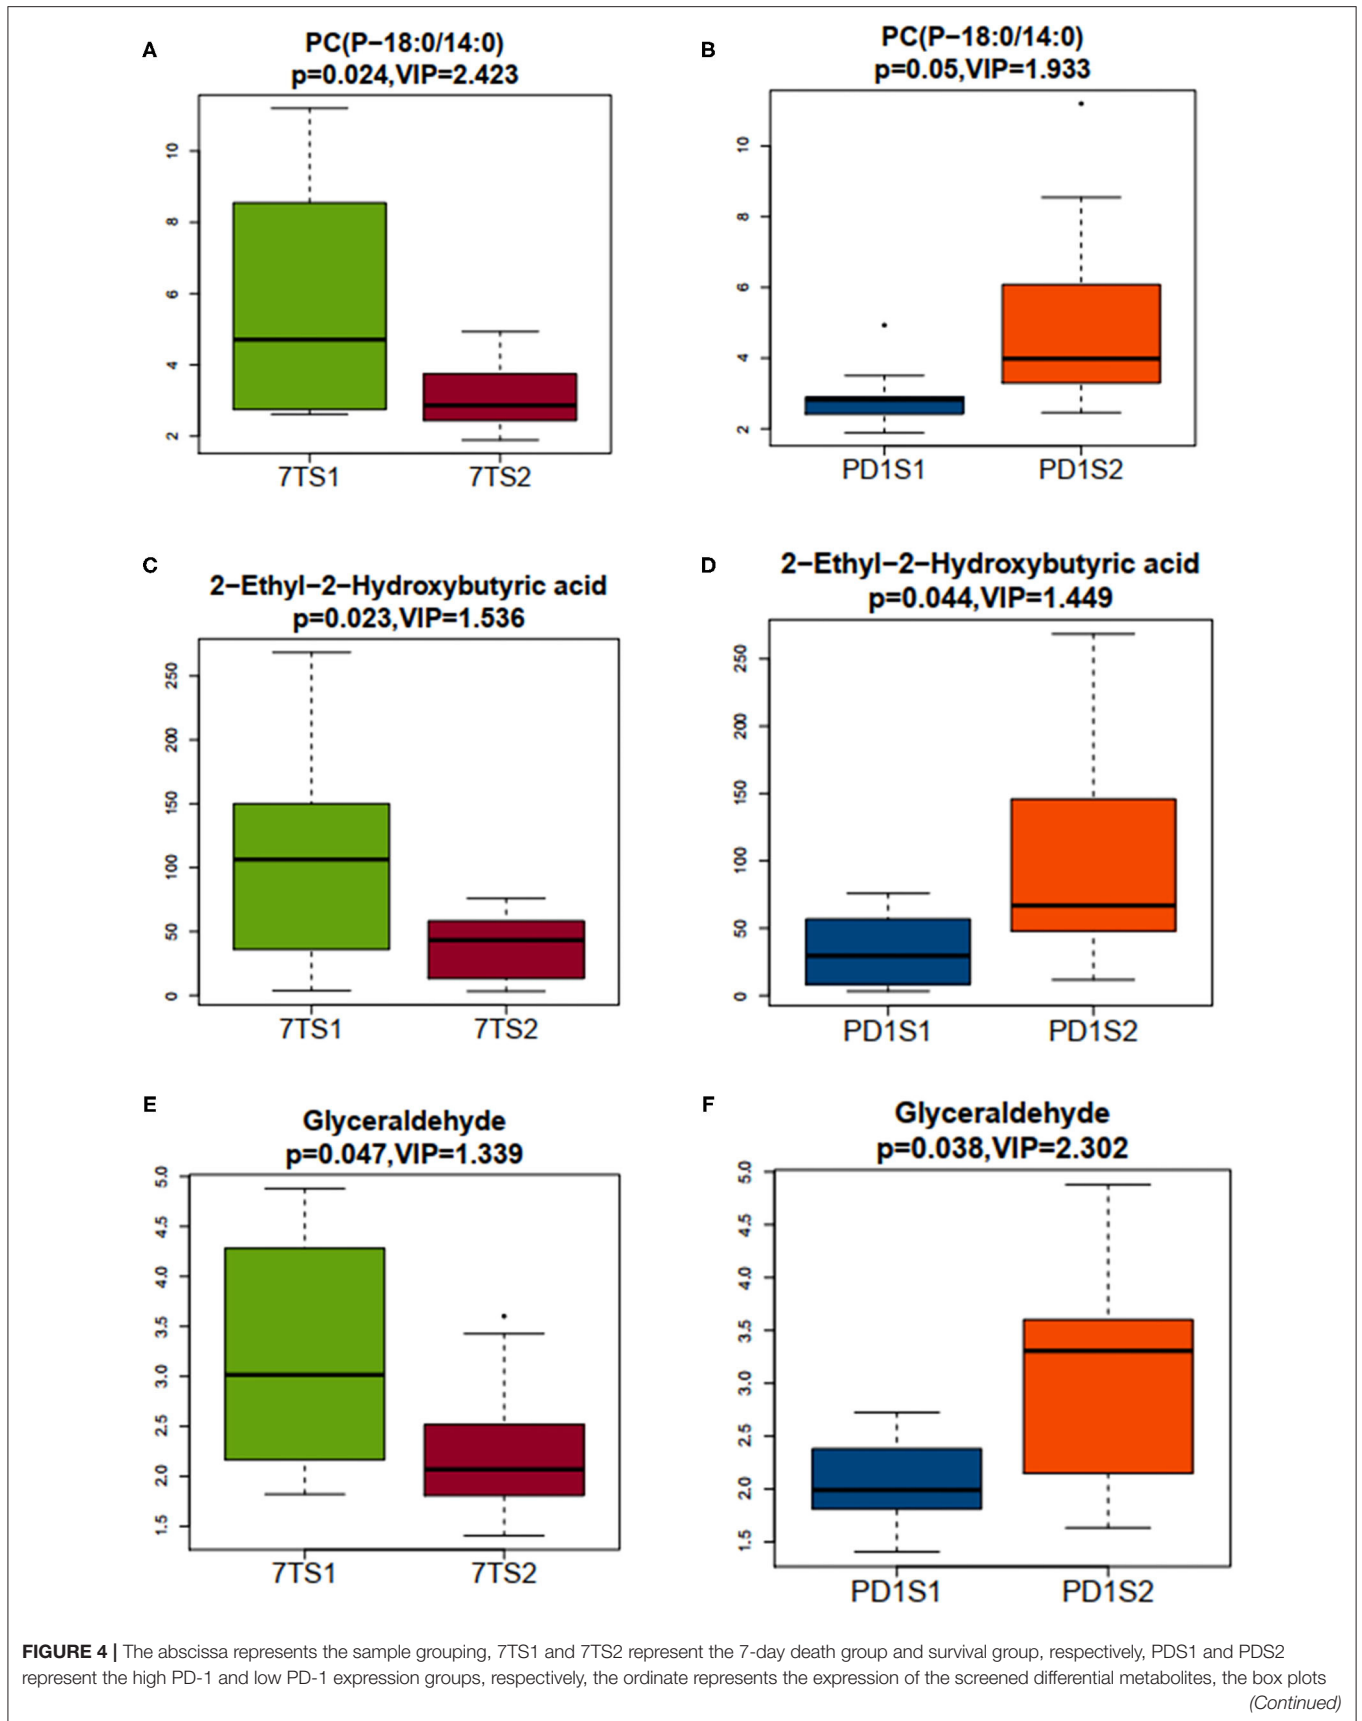 A
PC(P−18:0/14:0)
p=0.024,VIP=2.423
10
8
6
4
2
7TS1 7TS2
B
PC(P−18:0/14:0)
p=0.05,VIP=1.933
10
8
6
4
2
PD1S1 PD1S2
C
2−Ethyl−2−Hydroxybutyric acid
p=0.023,VIP=1.536
250
200
150
100
50
0
7TS1 7TS2
D
2−Ethyl−2−Hydroxybutyric acid
p=0.044,VIP=1.449
250
200
150
100
50
0
PD1S1 PD1S2
E
Glyceraldehyde
p=0.047,VIP=1.339
5.0
4.5
4.0
3.5
3.0
2.5
2.0
1.5
7TS1 7TS2
F
Glyceraldehyde
p=0.038,VIP=2.302
5.0
4.5
4.0
3.5
3.0
2.5
2.0
1.5
PD1S1 PD1S2
FIGURE 4 | The abscissa represents the sample grouping, 7TS1 and 7TS2 represent the 7-day death group and survival group, respectively, PDS1 and PDS2
represent the high PD-1 and low PD-1 expression groups, respectively, the ordinate represents the expression of the screened differential metabolites, the box plots
(Continued)